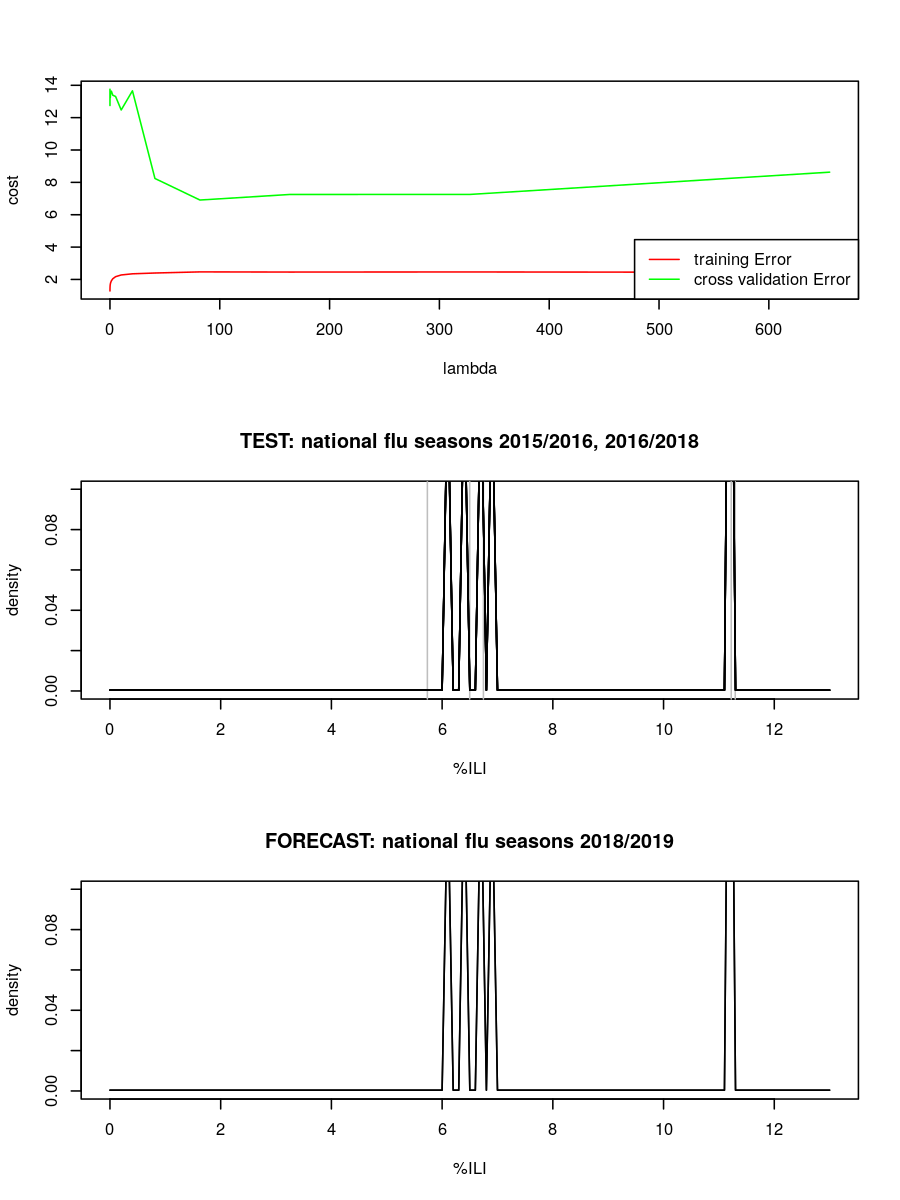 cost
14
12
10
8
6
4
2
training Error
cross validation Error
0 100 200 300 400 500 600
lambda
TEST: national flu seasons 2015/2016, 2016/2018
density
0.08
0.04
0.00
0 2 4 6 8 10 12
%ILI
FORECAST: national flu seasons 2018/2019
density
0.08
0.04
0.00
0 2 4 6 8 10 12
%ILI